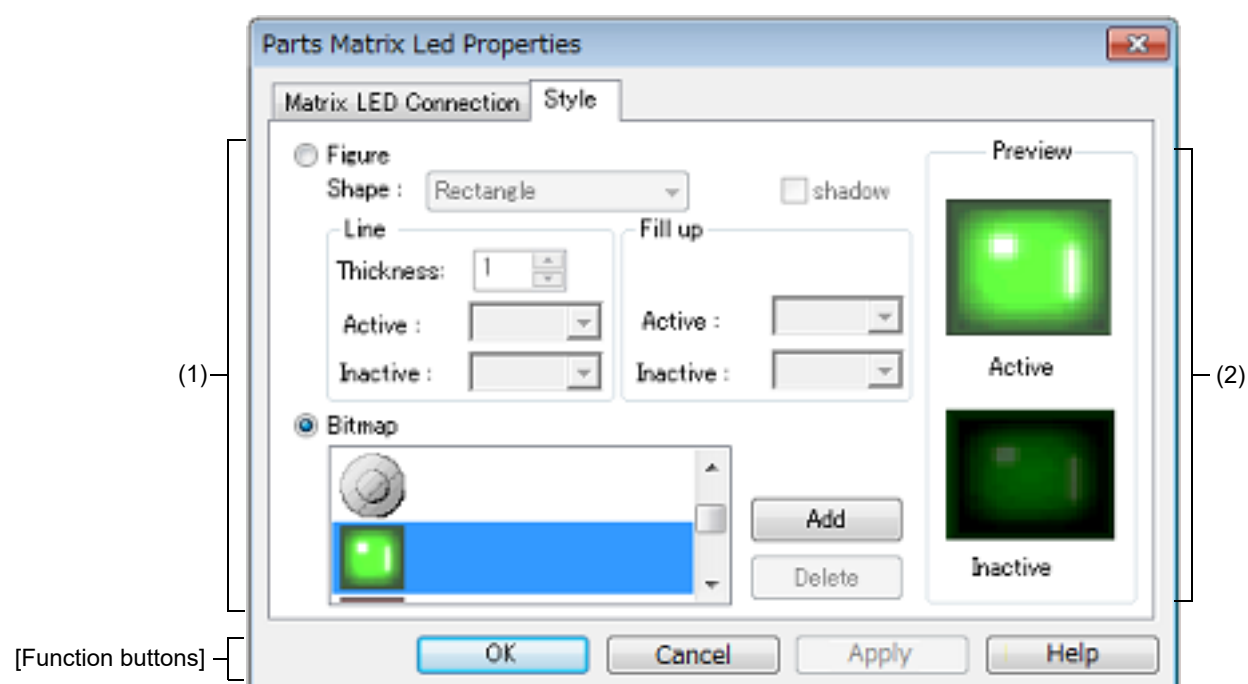 Parts Matrix Led Properties
Matrix LED Connection Style
Figure
Shape : Rectangle shadow
Line
Thickness: 1
Active :
Inactive :
Fill up
Active :
Inactive :
Bitmap
Add
Delete
Preview
Active
Inactive
(1)
(2)
[Function buttons]
OK Cancel Apply Help